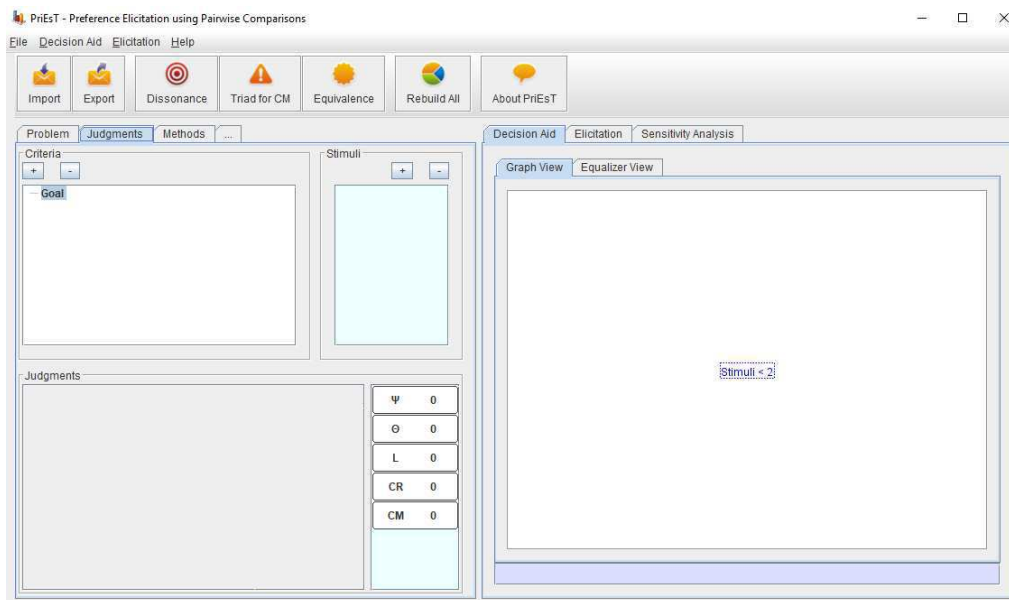 PriEsT - Preference Elicitation using Pairwise Comparisons
File Decision Aid Elicitation Help
Import Export Dissonance Triad for CM Equivalence Rebuild All About PriEsT
Problem Judgments Methods ...
Decision Aid Elicitation Sensitivity Analysis
Criteria
+ -
Stimuli
+ -
Graph View Equalizer View
Goal
Stimuli < 2
Judgments
Ψ 0
Θ 0
L 0
CR 0
CM 0